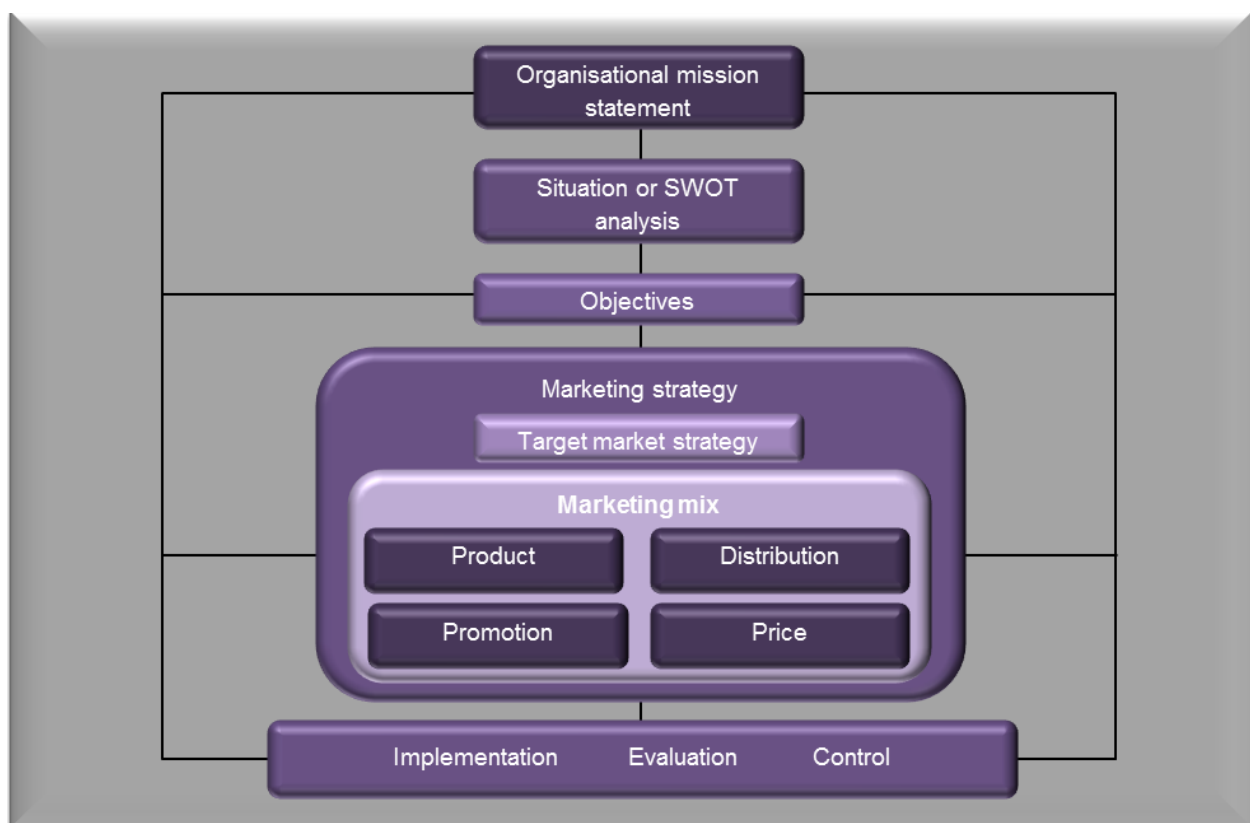 Organisational mission
statement
Situation or SWOT
analysis
Objectives
Marketing strategy
Target market strategy
Marketing mix
Product
Distribution
Promotion
Price
Implementation Evaluation Control